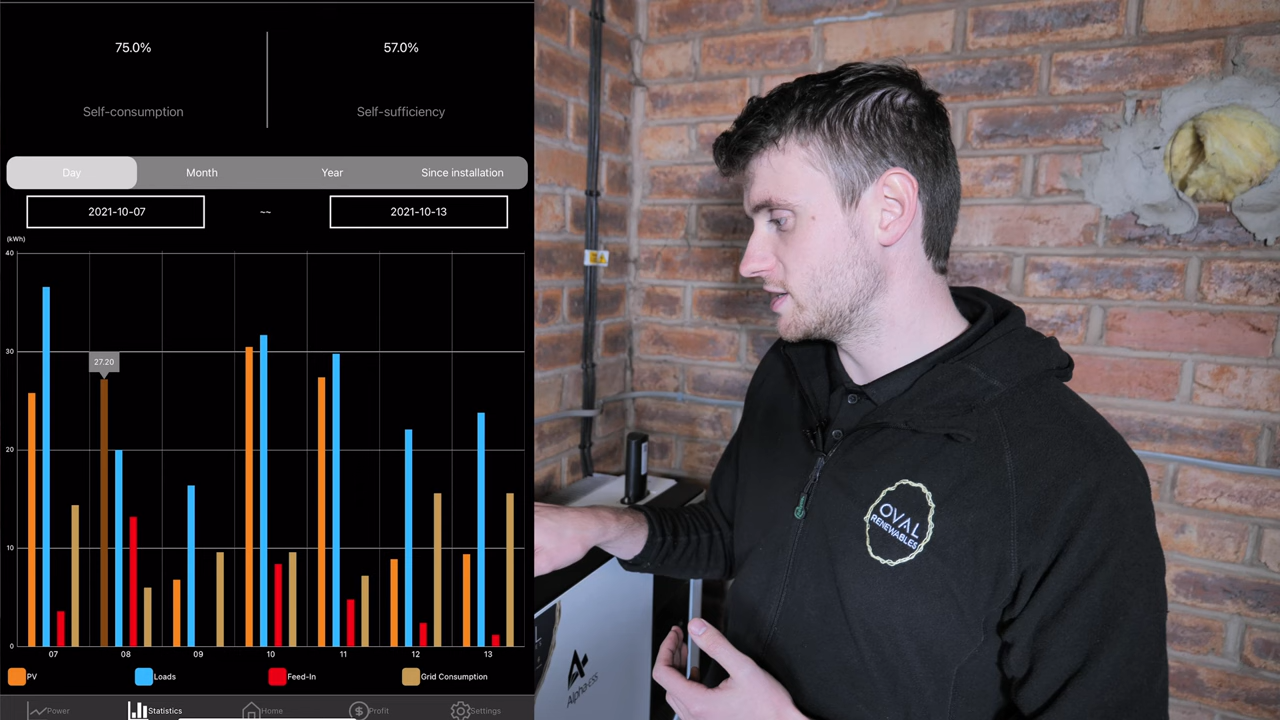 75.0%
57.0%
Self-consumption
Self-sufficiency
Day
Month
Year
Since installation
2021-10-07
~~
2021-10-13
(kWh)
40
30
20
10
0
27.20
07
08
09
10
11
12
13
PV
Loads
Feed-In
Grid Consumption
Power
Statistics
Home
Profit
Settings
OVAL
RENEWABLES
AlphaESS